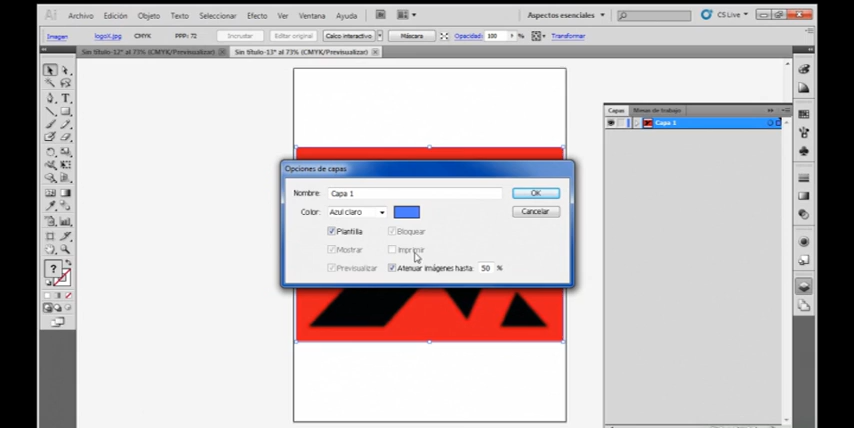 Ai Archivo Edición Objeto Texto Seleccionar Efecto Ver Ventana Ayuda Br Aspectos esenciales CS Live
Imagen logoX.jpg CMYK PPP: 72 Incrustar Editar original Calco interactivo Máscara Opacidad: 100 % Transformar
Sin título-12* al 73% (CMYK/Previsualizar) Sin título-13* al 73% (CMYK/Previsualizar)
Capas Mesas de trabajo
Capa 1
Opciones de capas
Nombre: Capa 1 OK
Color: Azul claro Cancelar
Plantilla Bloquear
Mostrar Imprimir
Previsualizar Atenuar imágenes hasta: 50 %